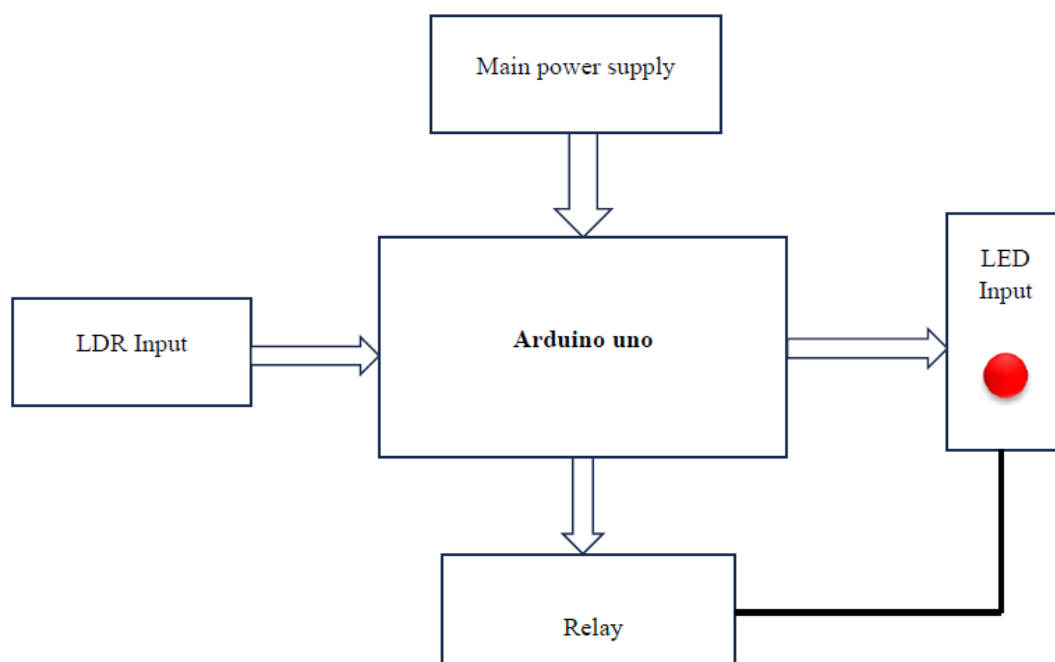 Main power supply
LED
Input
LDR Input
Arduino uno
Relay